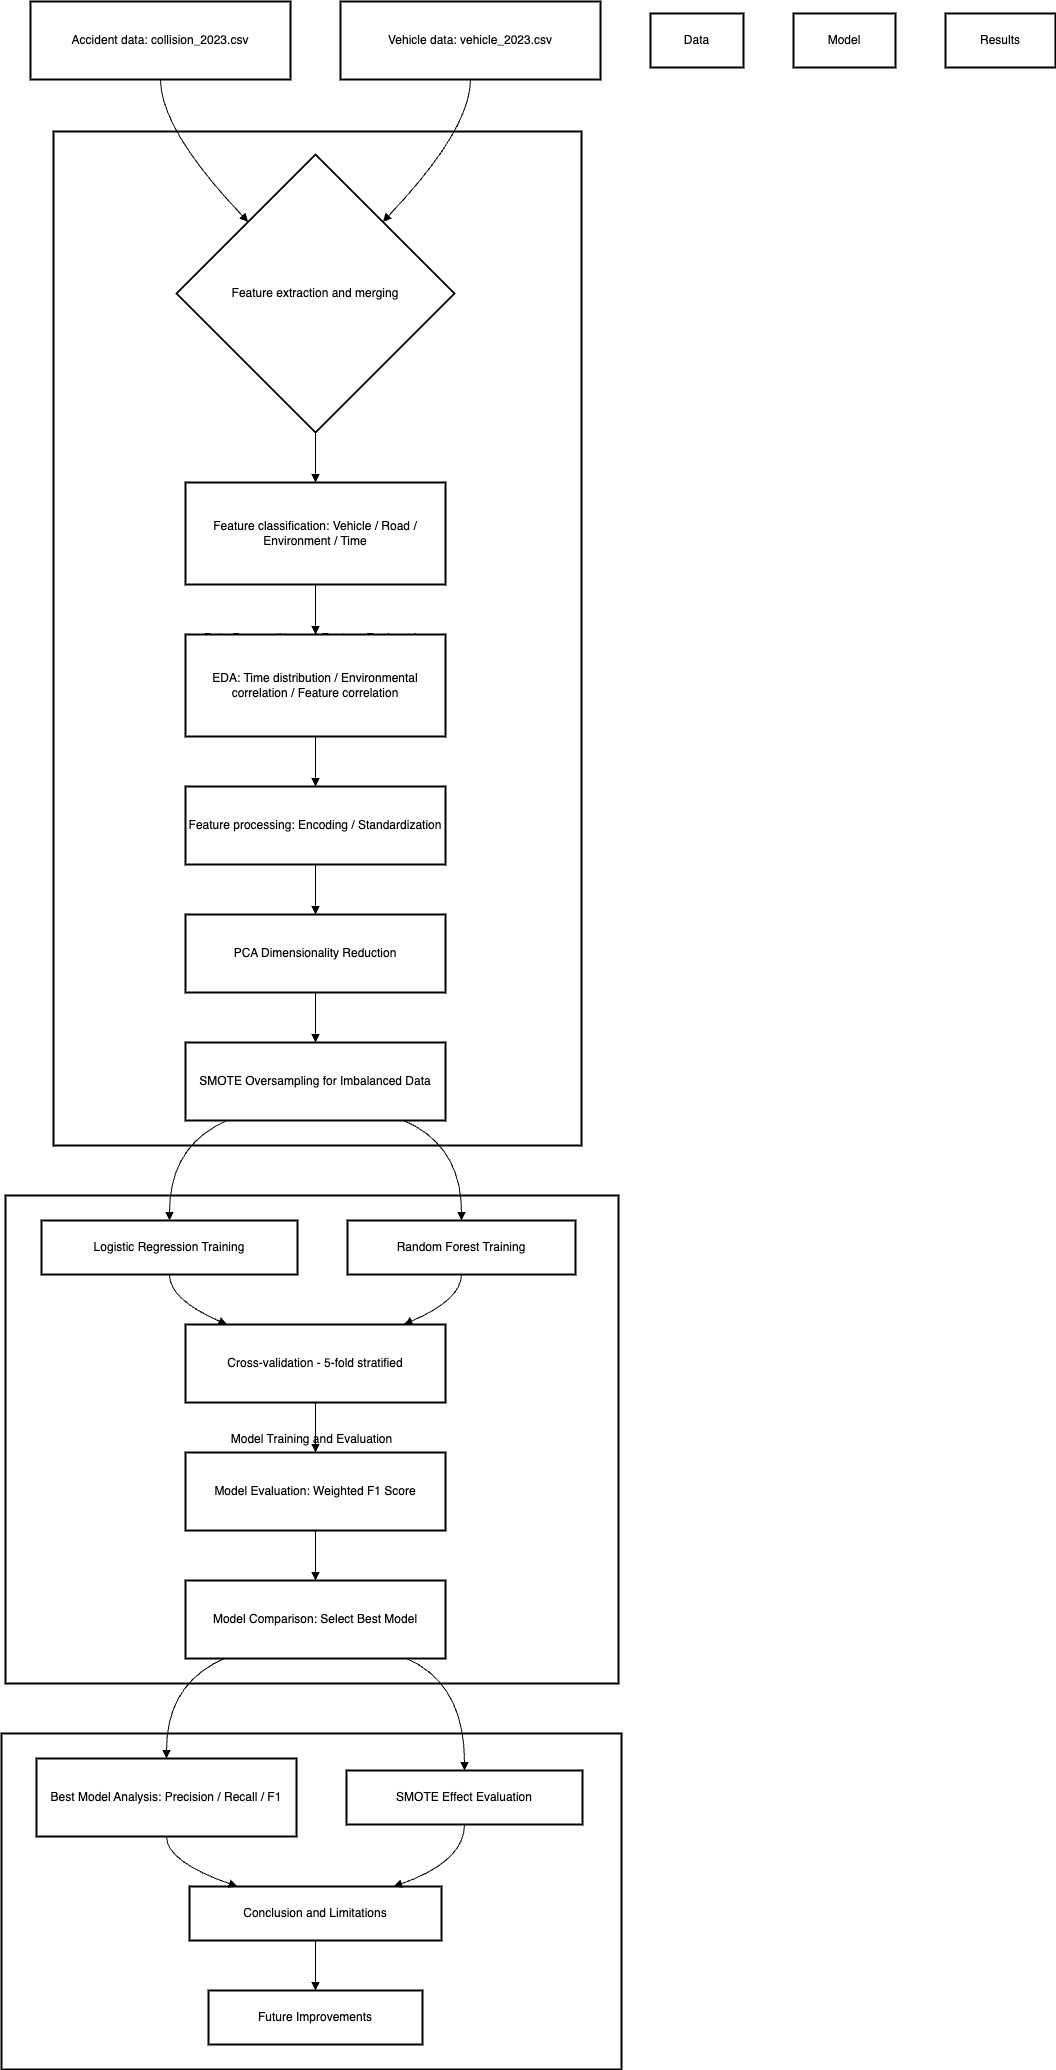 Accident data: collision_2023.csv
Vehicle data: vehicle_2023.csv
Data
Model
Results
Feature extraction and merging
Feature classification: Vehicle / Road /
Environment / Time
EDA: Time distribution / Environmental
correlation / Feature correlation
Feature processing: Encoding / Standardization
PCA Dimensionality Reduction
SMOTE Oversampling for Imbalanced Data
Logistic Regression Training
Random Forest Training
Cross-validation - 5-fold stratified
Model Training and Evaluation
Model Evaluation: Weighted F1 Score
Model Comparison: Select Best Model
Best Model Analysis: Precision / Recall / F1
SMOTE Effect Evaluation
Conclusion and Limitations
Future Improvements